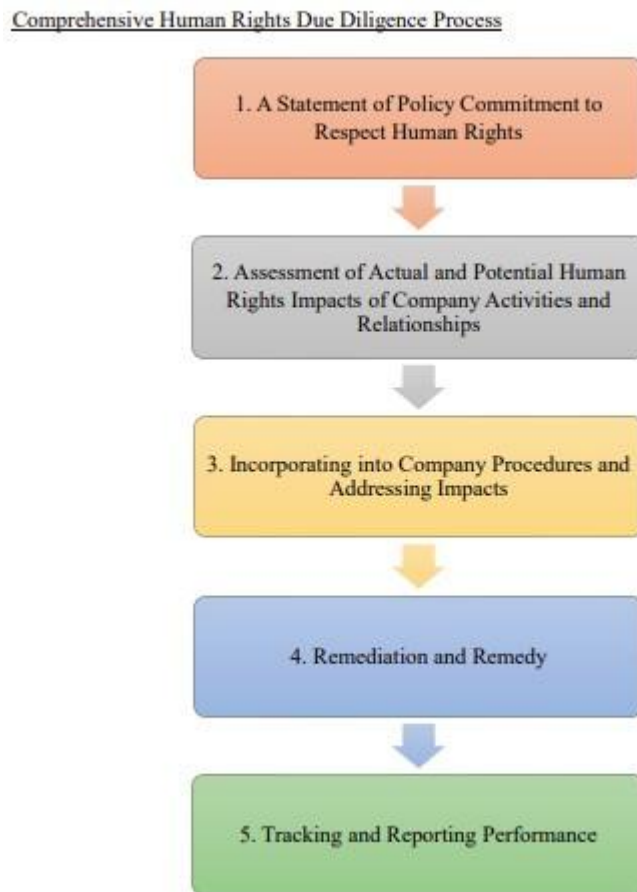 Comprehensive Human Rights Due Diligence Process
1. A Statement of Policy Commitment to
Respect Human Rights
2. Assessment of Actual and Potential Human
Rights Impacts of Company Activities and
Relationships
3. Incorporating into Company Procedures and
Addressing Impacts
4. Remediation and Remedy
5. Tracking and Reporting Performance